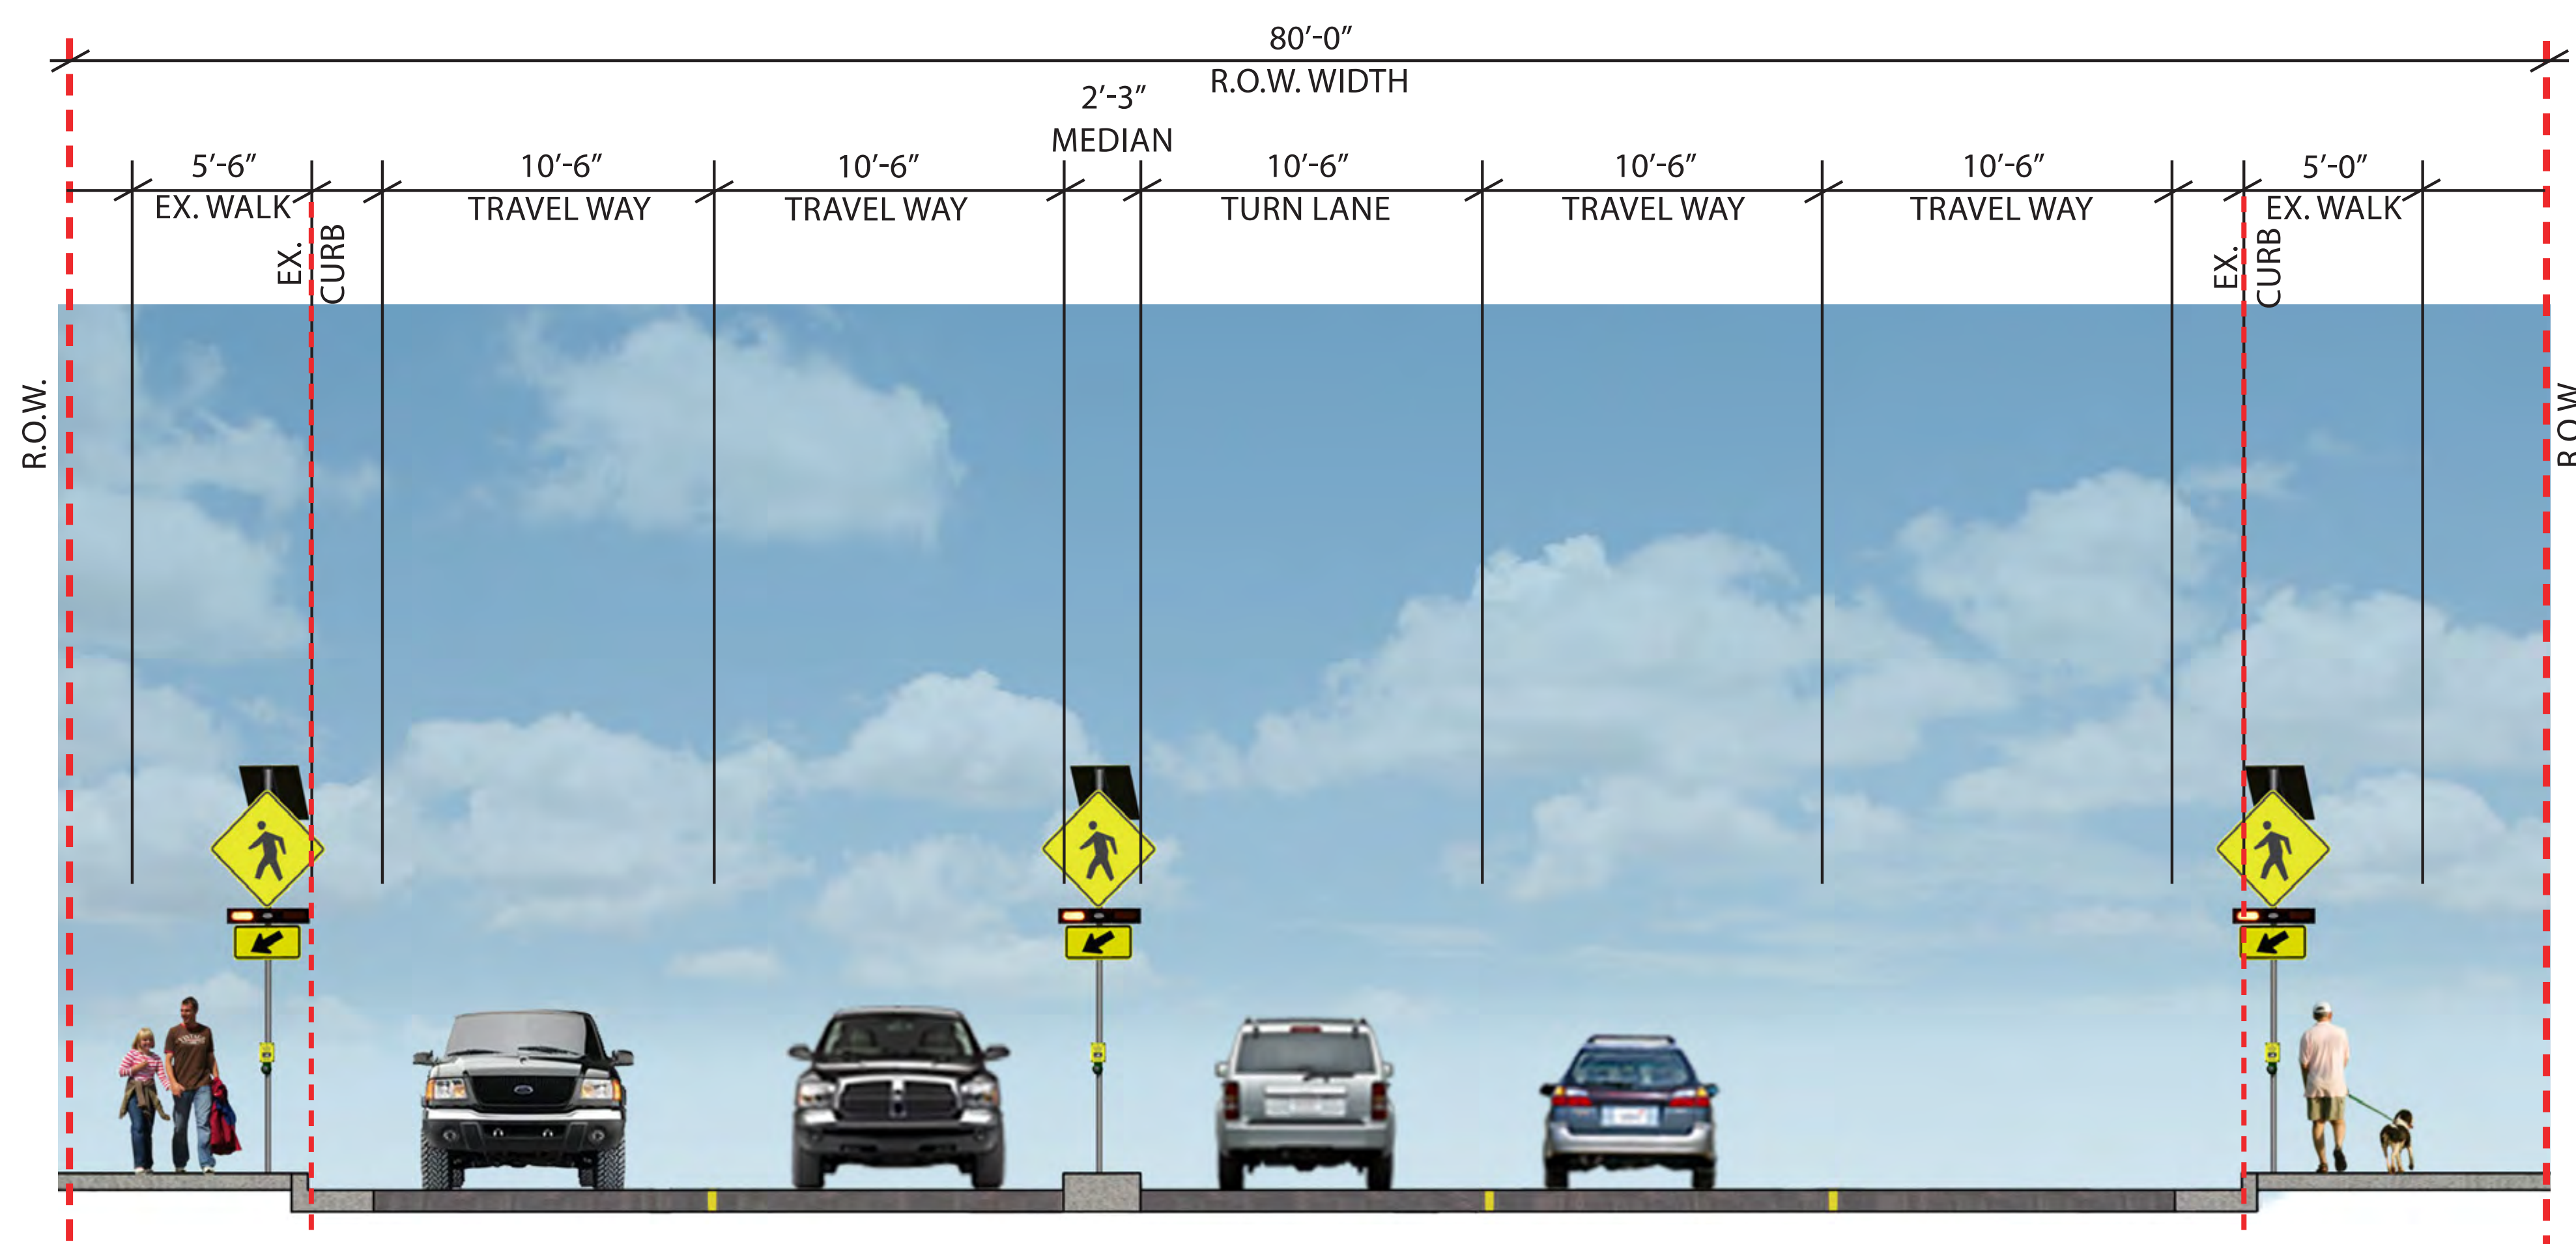 80’-0”
R.O.W. WIDTH
2’-3”
MEDIAN
5’-6”
EX. WALK
10’-6”
TRAVEL WAY
10’-6”
TRAVEL WAY
10’-6”
TURN LANE
10’-6”
TRAVEL WAY
10’-6”
TRAVEL WAY
5’-0”
EX. WALK
EX.
CURB
EX.
CURB
R.O.W.
R.O.W